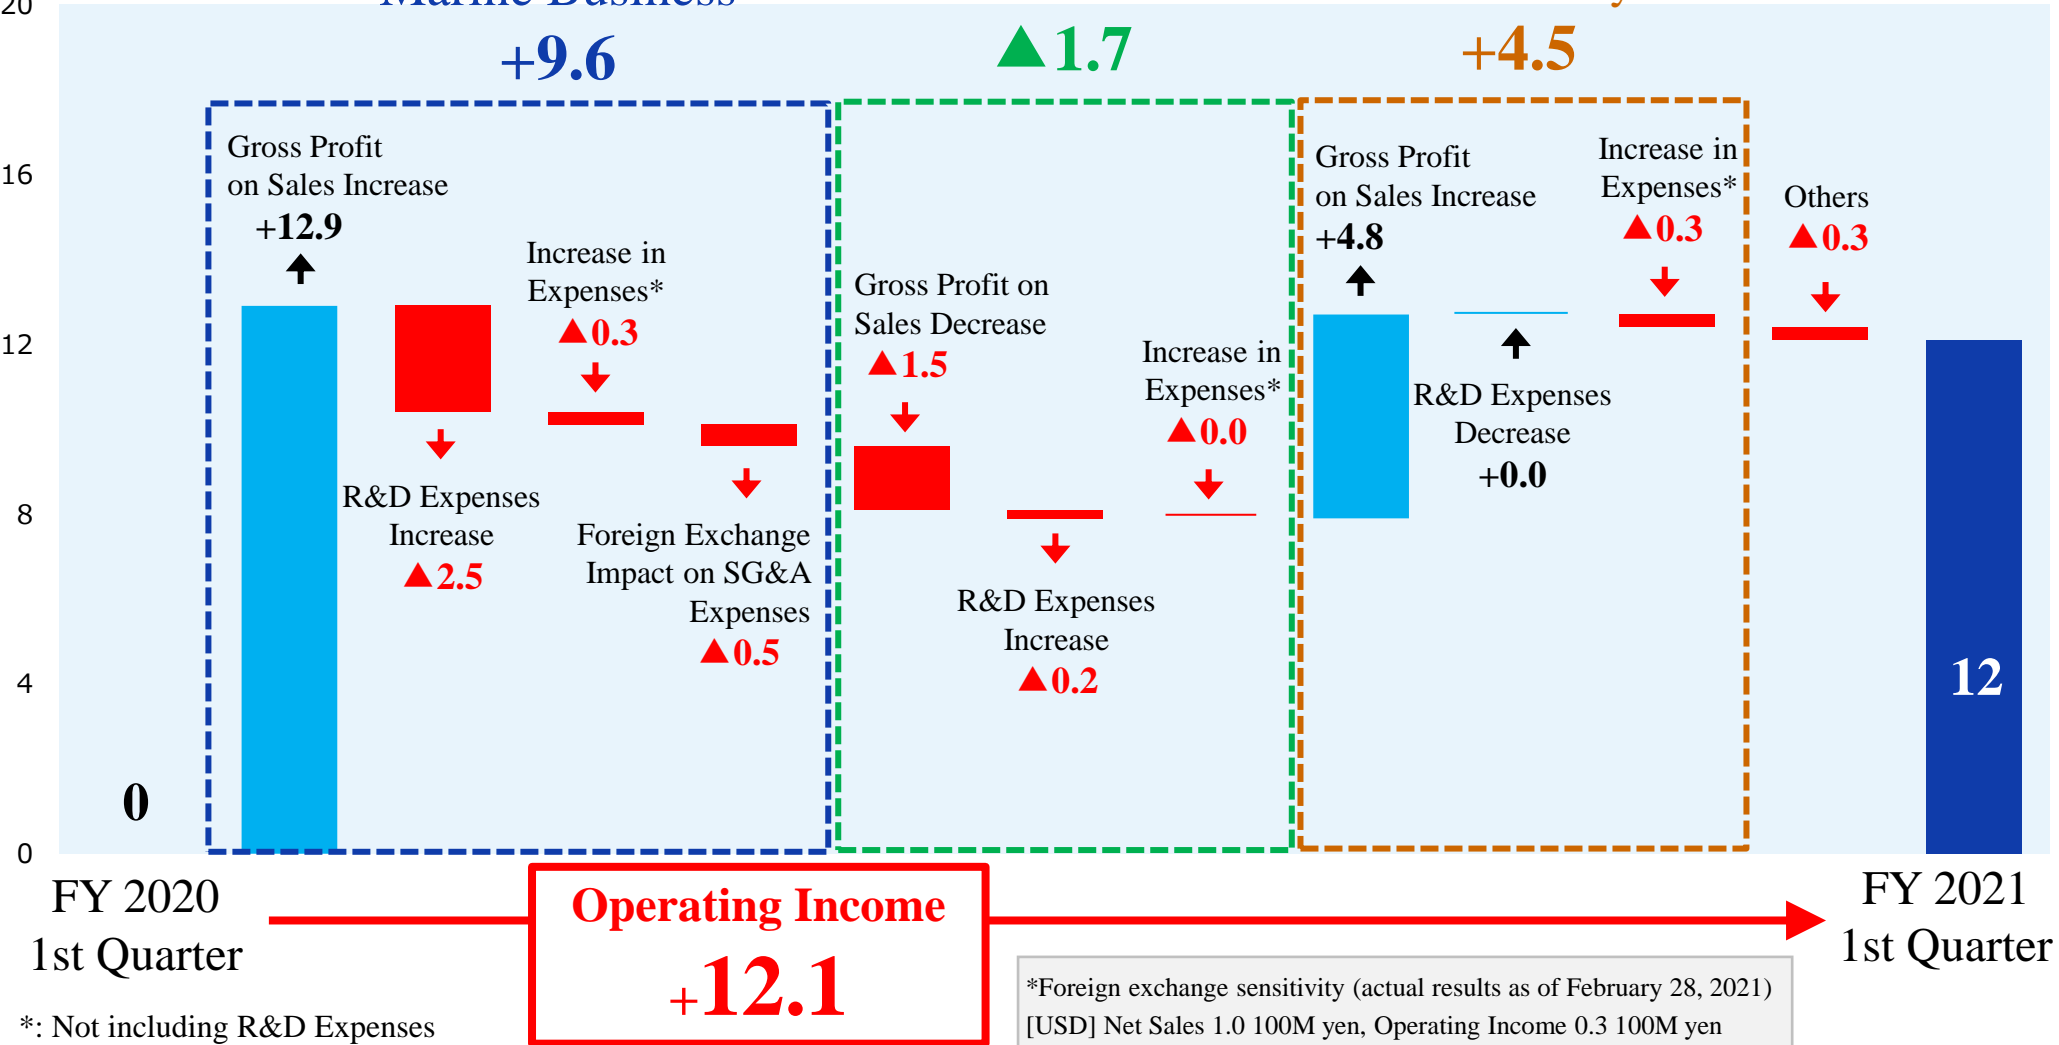 Marine Business
+9.6
▲1.7
+4.5
20
16
12
8
4
0
Gross Profit
on Sales Increase
+12.9
R&D Expenses
Increase
▲2.5
Increase in
Expenses*
▲0.3
Foreign Exchange
Impact on SG&A
Expenses
▲0.5
Gross Profit on
Sales Decrease
▲1.5
R&D Expenses
Increase
▲0.2
Increase in
Expenses*
▲0.0
Gross Profit
on Sales Increase
+4.8
R&D Expenses
Decrease
+0.0
Increase in
Expenses*
▲0.3
Others
▲0.3
0
12
FY 2020
1st Quarter
Operating Income
+12.1
FY 2021
1st Quarter
*: Not including R&D Expenses
*Foreign exchange sensitivity (actual results as of February 28, 2021)
[USD] Net Sales 1.0 100M yen, Operating Income 0.3 100M yen